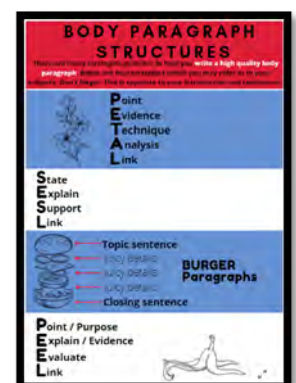 BODY PARAGRAPH
STRUCTURES
write a high quality body
paragraph
Point
Evidence
Technique
Analysis
Link
State
Explain
Support
Link
Topic sentence
Juicy details
Juicy details
Juicy details
Closing sentence
BURGER
Paragraphs
Point / Purpose
Explain / Evidence
Evaluate
Link